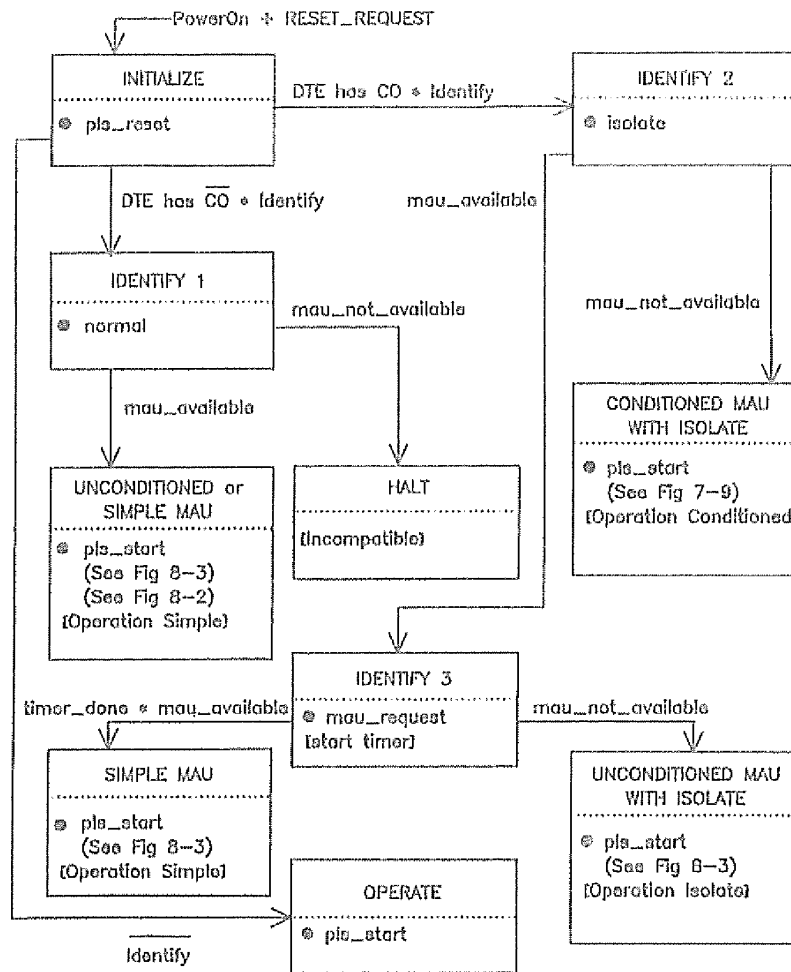 PowerOn + RESET_REQUEST
INITIALIZE
● pls_reset
DTE has CO * Identify
IDENTIFY 2
● isolate
DTE has C̅O̅ * Identify
mau_available
mau_not_available
IDENTIFY 1
● normal
mau_not_available
mau_available
CONDITIONED MAU
WITH ISOLATE
● pls_start
(See Fig 7-9)
[Operation Conditioned]
UNCONDITIONED or
SIMPLE MAU
● pls_start
(See Fig 8-3)
(See Fig 8-2)
[Operation Simple]
HALT
[Incompatible]
IDENTIFY 3
● mau_request
[start timer]
timer_done * mau_available
mau_not_available
SIMPLE MAU
● pls_start
(See Fig 8-3)
[Operation Simple]
UNCONDITIONED MAU
WITH ISOLATE
● pls_start
(See Fig 8-3)
[Operation Isolate]
OPERATE
● pls_start
I̅d̅e̅n̅t̅i̅f̅y̅